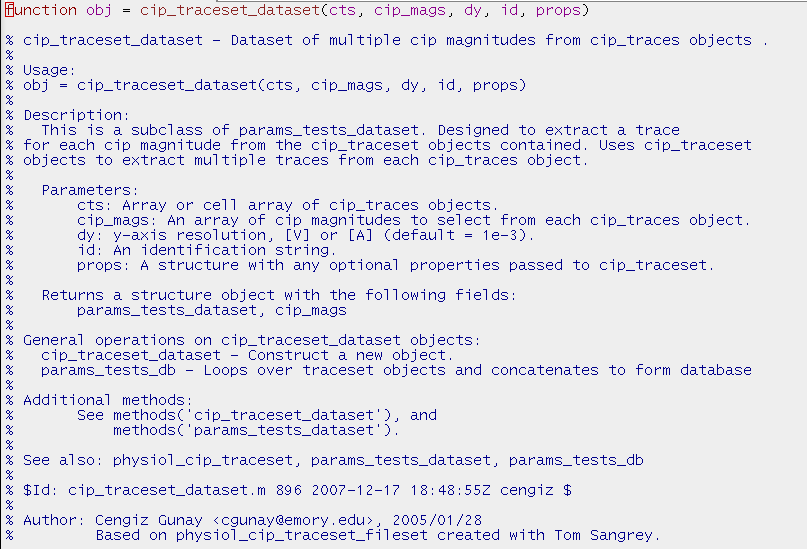 function obj = cip_traceset_dataset(cts, cip_mags, dy, id, props)
% cip_traceset_dataset - Dataset of multiple cip magnitudes from cip_traces objects .
%
% Usage:
% obj = cip_traceset_dataset(cts, cip_mags, dy, id, props)
%
% Description:
%   This is a subclass of params_tests_dataset. Designed to extract a trace
% for each cip magnitude from the cip_traceset objects contained. Uses cip_traceset
% objects to extract multiple traces from each cip_traces object.
%
%   Parameters:
%       cts: Array or cell array of cip_traces objects.
%       cip_mags: An array of cip magnitudes to select from each cip_traces object.
%       dy: y-axis resolution, [V] or [A] (default = 1e-3).
%       id: An identification string.
%       props: A structure with any optional properties passed to cip_traceset.
%
%   Returns a structure object with the following fields:
%       params_tests_dataset, cip_mags
%
% General operations on cip_traceset_dataset objects:
%   cip_traceset_dataset - Construct a new object.
%   params_tests_db - Loops over traceset objects and concatenates to form database
%
% Additional methods:
%       See methods('cip_traceset_dataset'), and
%           methods('params_tests_dataset').
%
% See also: physiol_cip_traceset, params_tests_dataset, params_tests_db
%
% $Id: cip_traceset_dataset.m 896 2007-12-17 18:48:55Z cengiz $
%
% Author: Cengiz Gunay <cgunay@emory.edu>, 2005/01/28
%         Based on physiol_cip_traceset_fileset created with Tom Sangrey.